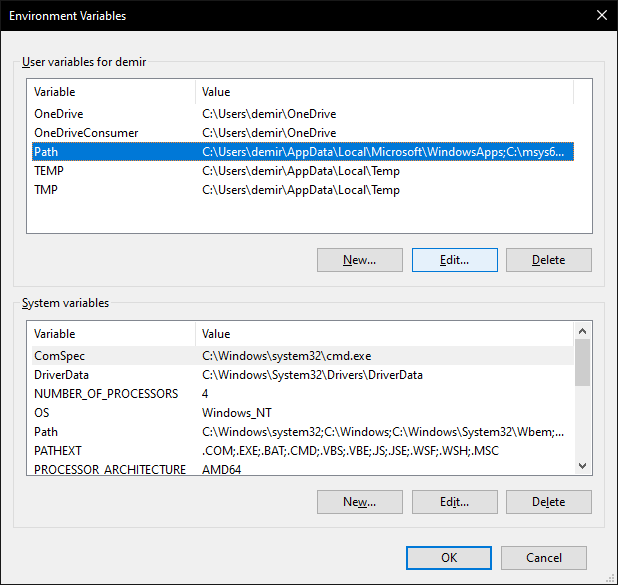 Environment Variables
User variables for demir
Variable Value
OneDrive C:\Users\demir\OneDrive
OneDriveConsumer C:\Users\demir\OneDrive
Path C:\Users\demir\AppData\Local\Microsoft\WindowsApps;C:\msys6...
TEMP C:\Users\demir\AppData\Local\Temp
TMP C:\Users\demir\AppData\Local\Temp
New... Edit... Delete
System variables
Variable Value
ComSpec C:\Windows\system32\cmd.exe
DriverData C:\Windows\System32\Drivers\DriverData
NUMBER_OF_PROCESSORS 4
OS Windows_NT
Path C:\Windows\system32;C:\Windows;C:\Windows\System32\Wbem;...
PATHEXT .COM;.EXE;.BAT;.CMD;.VBS;.VBE;.JS;.JSE;.WSF;.WSH;.MSC
PROCESSOR_ARCHITECTURE AMD64
New... Edit... Delete
OK Cancel